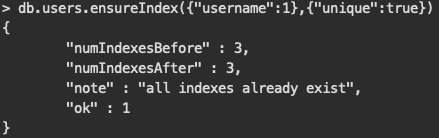 > db.users.ensureIndex({"username":1},{"unique":true})
{
        "numIndexesBefore" : 3,
        "numIndexesAfter" : 3,
        "note" : "all indexes already exist",
        "ok" : 1
}